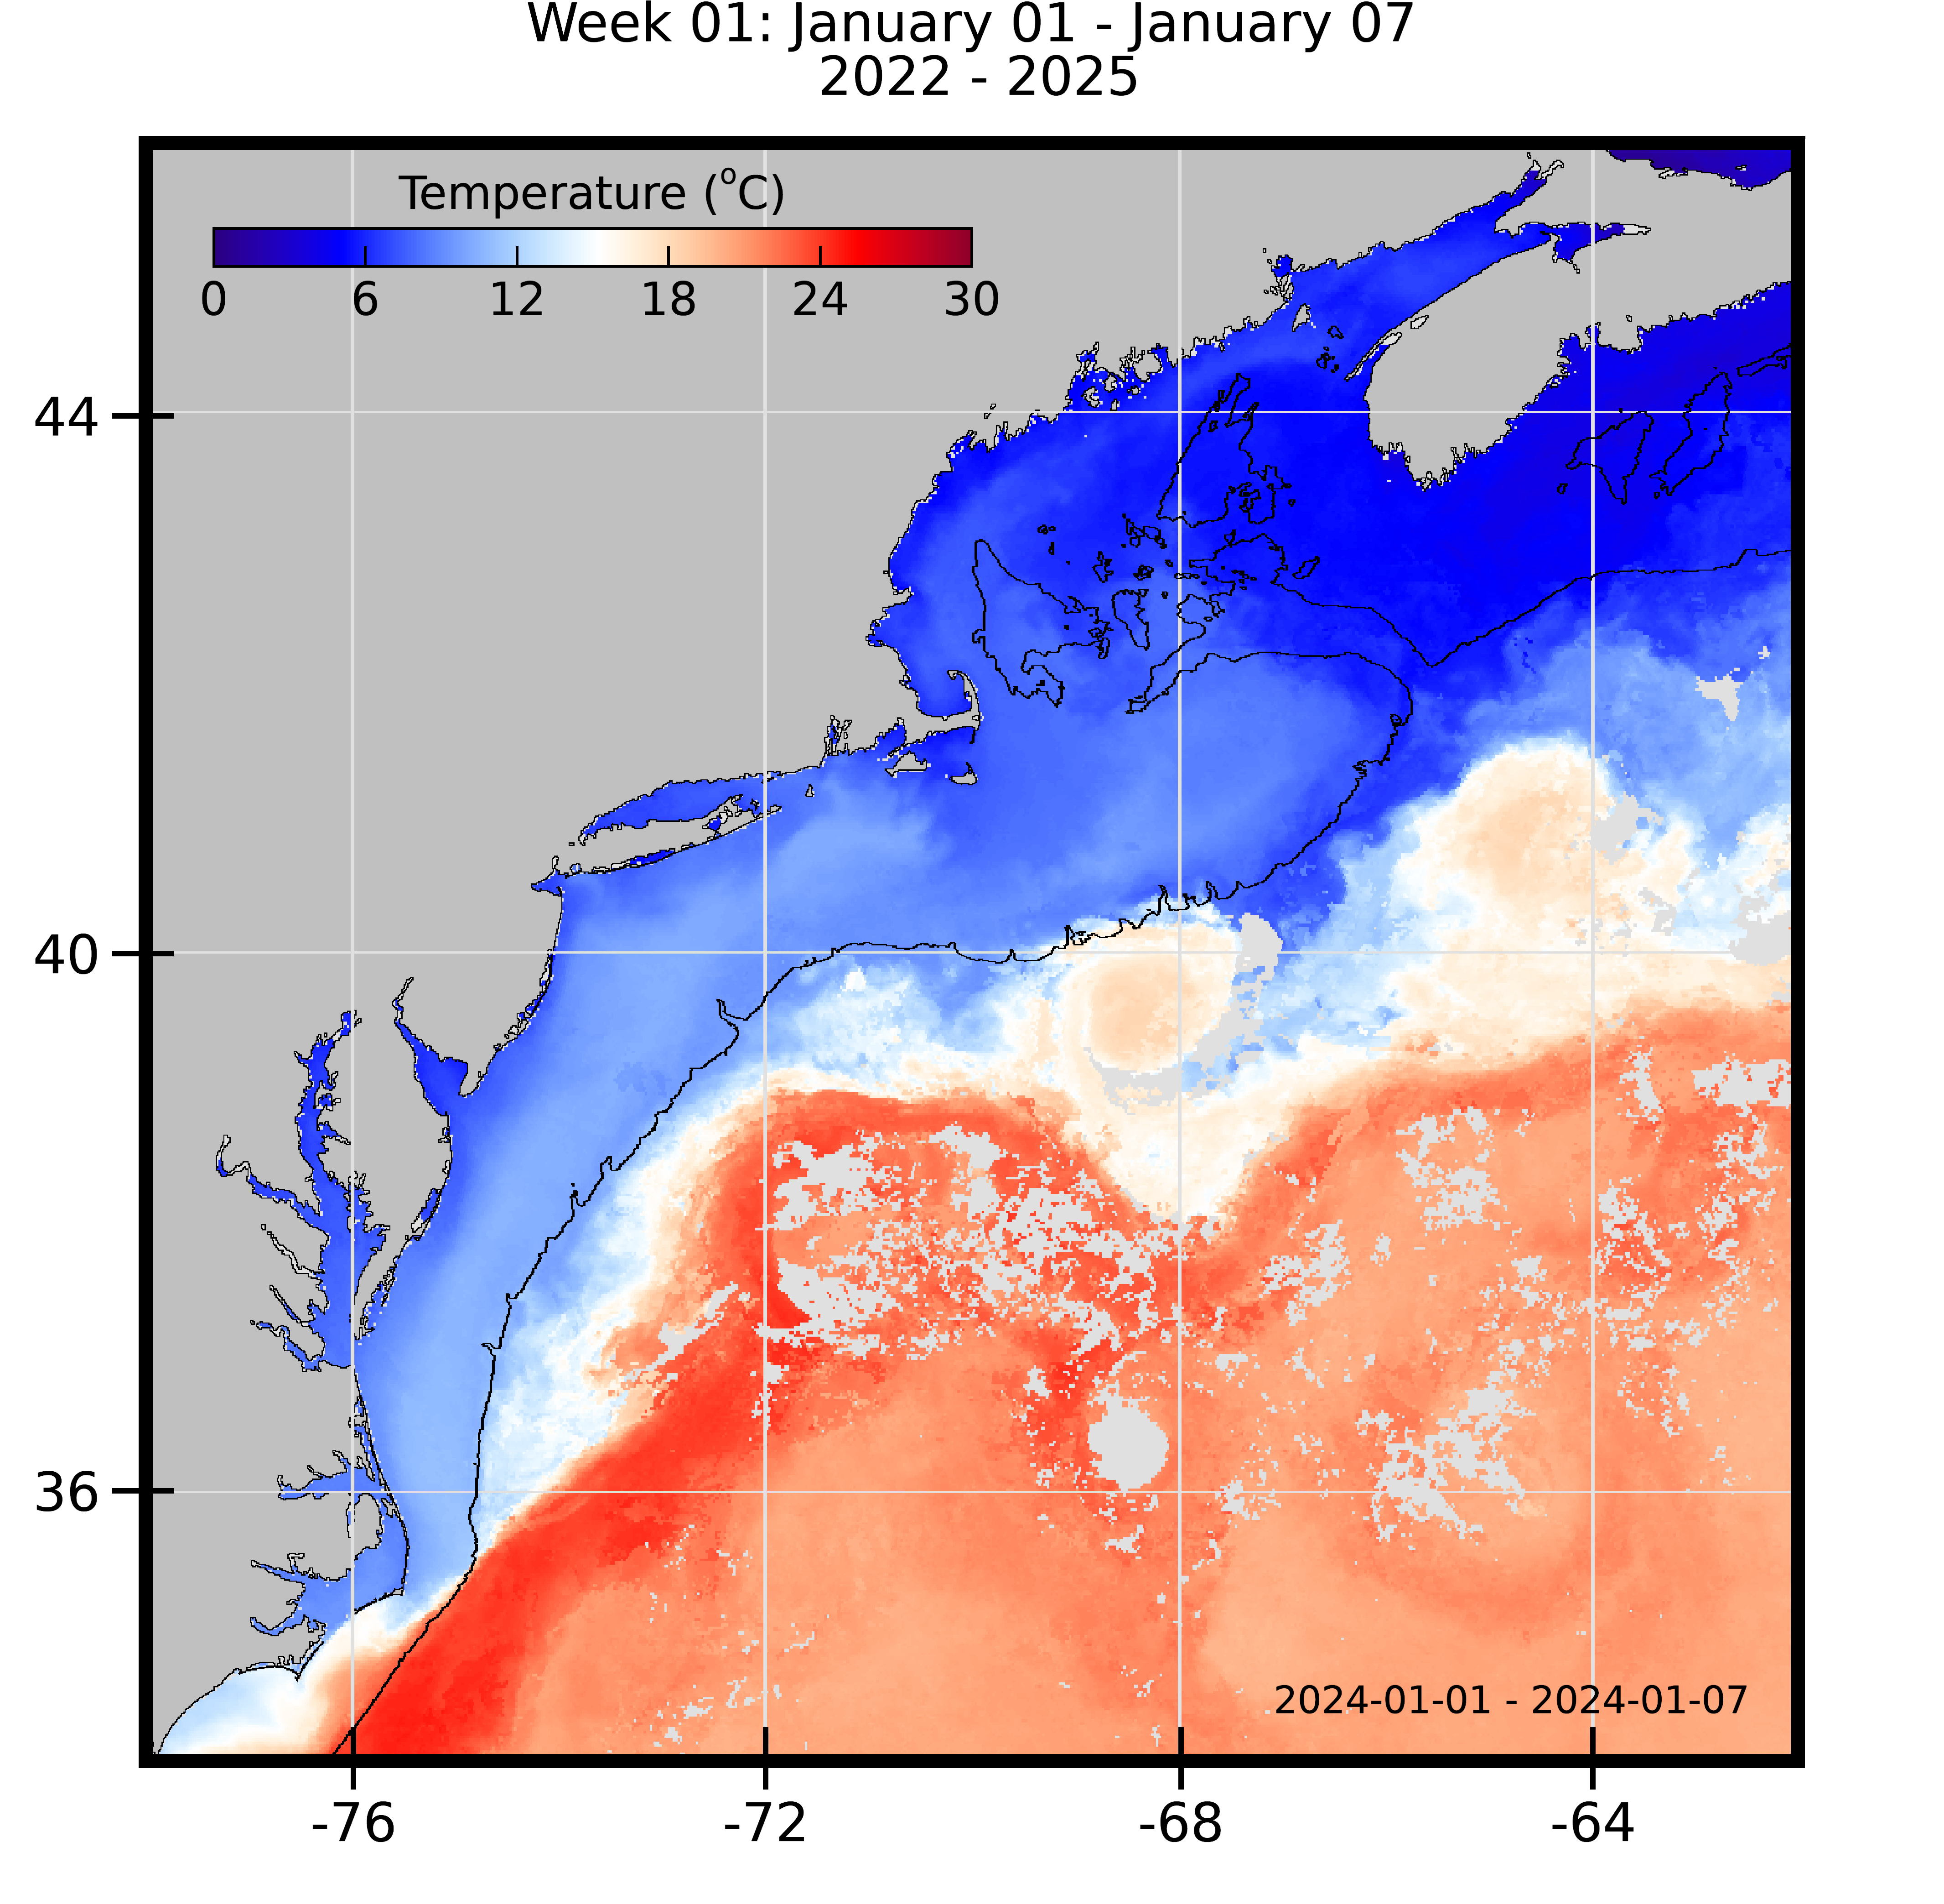 Week 01: January 01 - January 07
2022 - 2025
Temperature (°C)
0 6 12 18 24 30
44
40
36
2024-01-01 - 2024-01-07
-76 -72 -68 -64